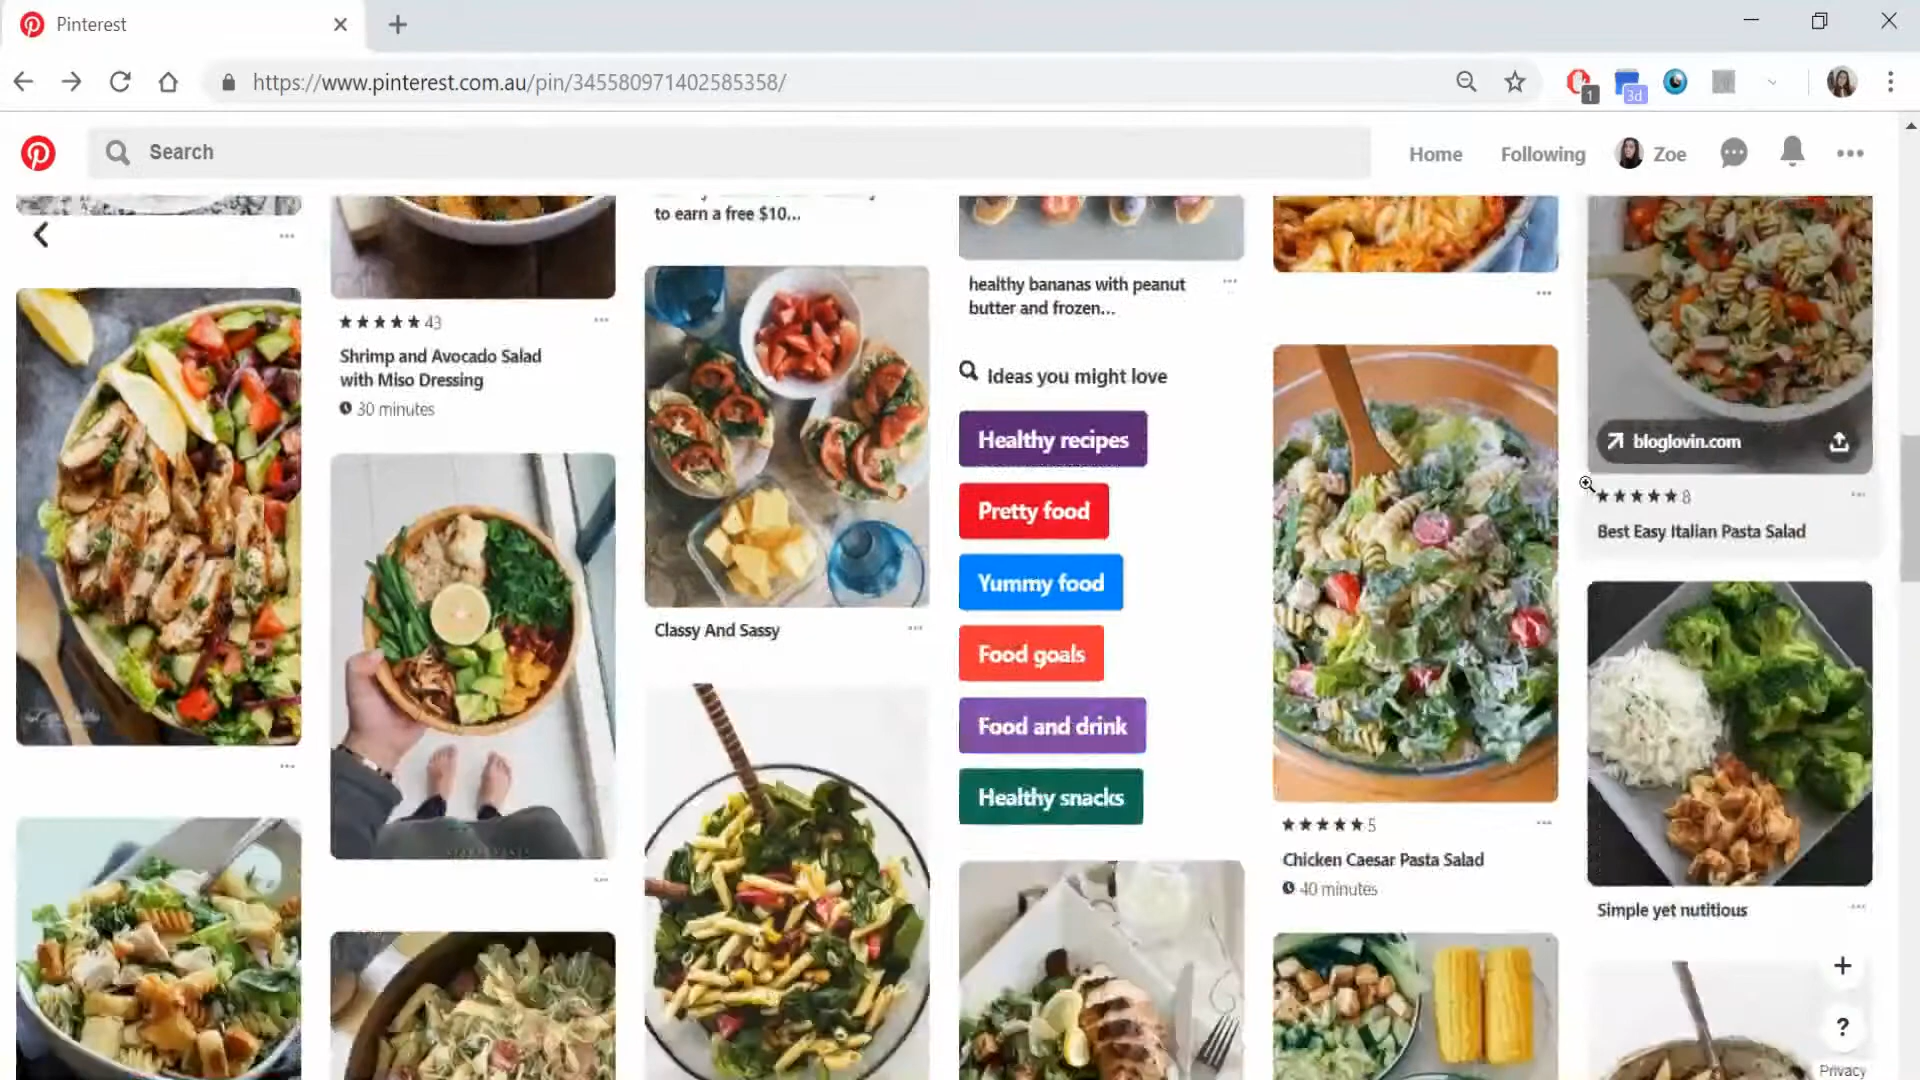 Pinterest
https://www.pinterest.com.au/pin/345580971402585358/
1
3d
Search
Home
Following
Zoe
to earn a free $10...
healthy bananas with peanut
butter and frozen...
bloglovin.com
43
Shrimp and Avocado Salad
with Miso Dressing
30 minutes
Ideas you might love
Healthy recipes
Pretty food
Yummy food
Food goals
Food and drink
Healthy snacks
8
Best Easy Italian Pasta Salad
Classy And Sassy
5
Chicken Caesar Pasta Salad
40 minutes
Simple yet nutitious
+
?
Privacy